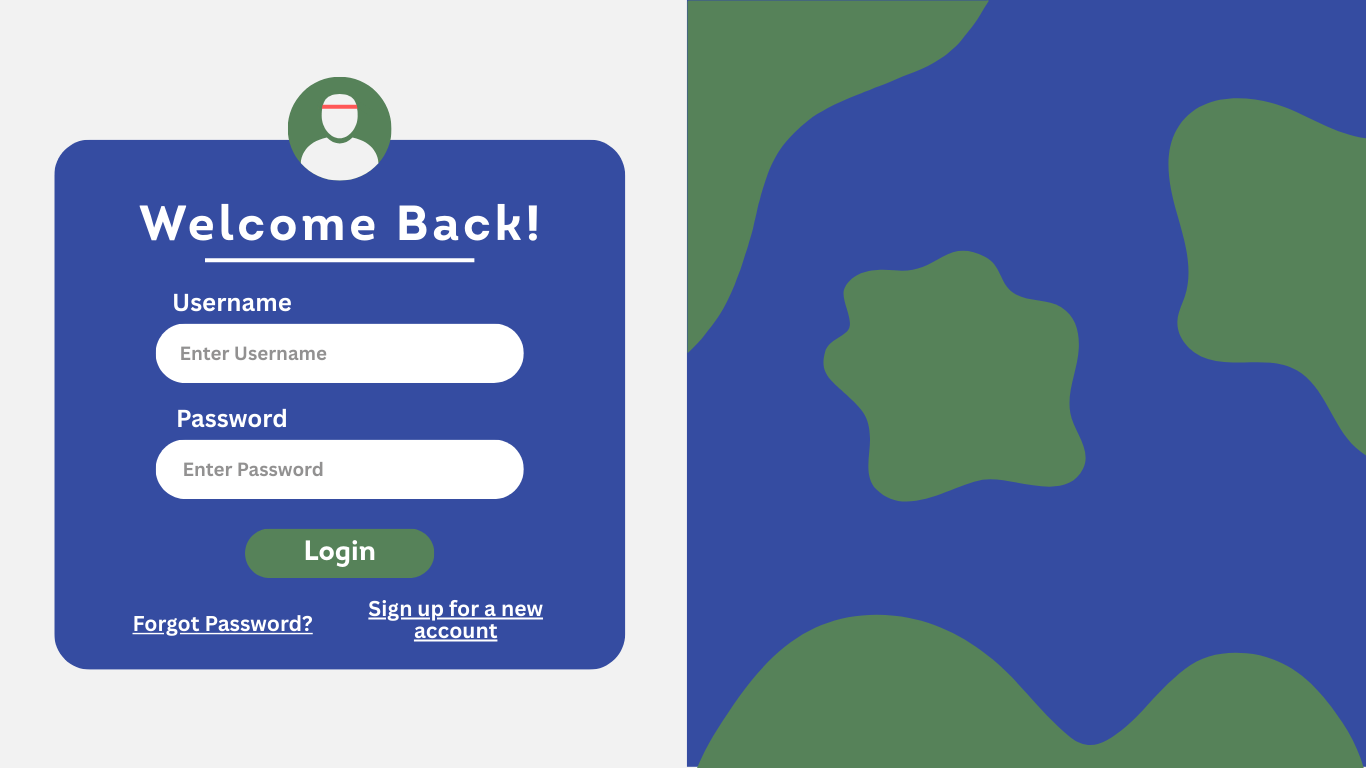 Welcome Back!
Username
Enter Username
Password
Enter Password
Login
Forgot Password?
Sign up for a new
account